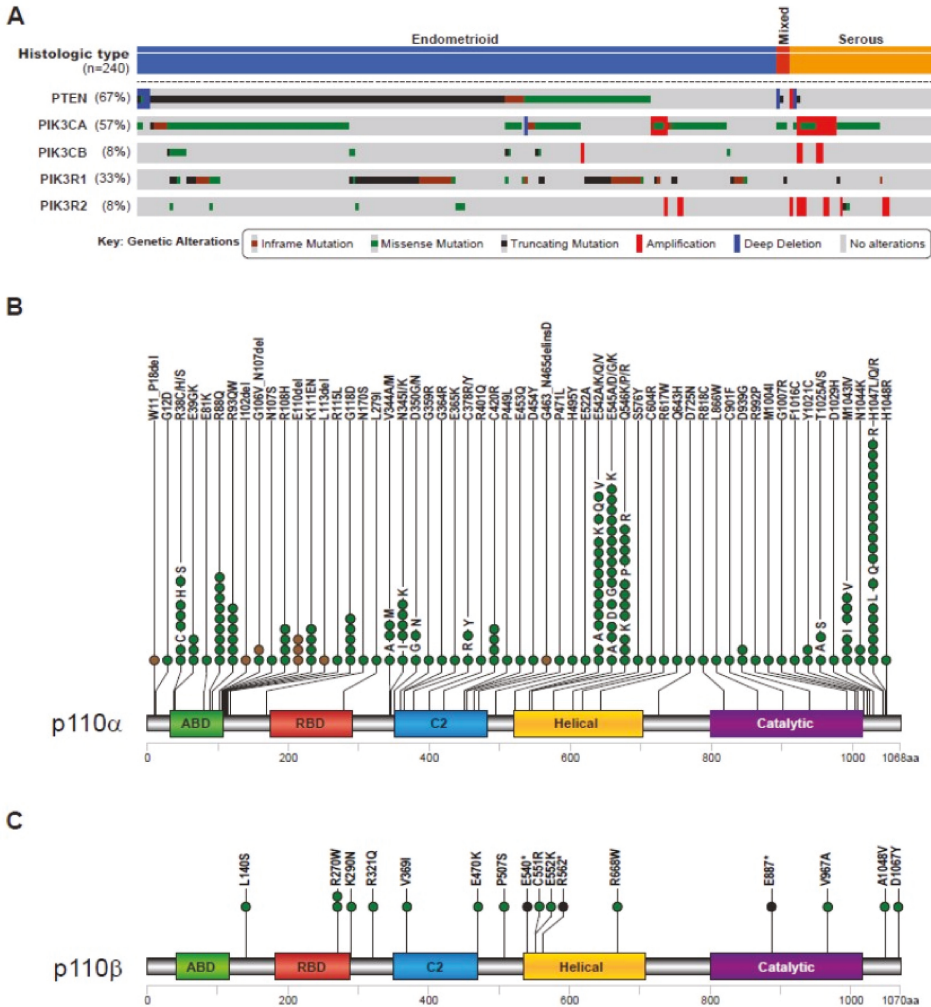 A
Endometrioid
Mixed
Serous
Histologic type
(n=240)
PTEN (67%)
PIK3CA (57%)
PIK3CB (8%)
PIK3R1 (33%)
PIK3R2 (8%)
Key: Genetic Alterations
Inframe Mutation
Missense Mutation
Truncating Mutation
Amplification
Deep Deletion
No alterations
B
W11_P18del
G12D
R38C/H/S
E39GK
E81K
R88Q
R93QW
I102del
G106V_N107del
N107S
R108H
E110del
K111EN
L113del
R115L
G118D
N170S
L279I
V344A/M
N345I/K
D350G/N
G359R
G364R
E365K
C378R/Y
R401Q
C420R
P449L
E453Q
D454Y
G463_N465delinsD
P471L
H495Y
E522A
E542A/K/Q/V
E545A/D/G/K
Q546K/P/R
S576Y
C604R
R617W
Q643H
D725N
R818C
L866W
C901F
D939G
R992P
M1004I
G1007R
F1016C
Y1021C
T1025A/S
D1029H
M1043I/V
N1044K
H1047L/Q/R
H1048R
C H S
A M
I K
G N
R Y
A K Q V
A D G K
K P R
A S
I V
L Q R
p110α
ABD
RBD
C2
Helical
Catalytic
0
200
400
600
800
1000
1068aa
C
L140S
R270W
K290N
R321Q
V369I
E470K
P507S
E540*
C551R
E552K
R562*
R668W
E887*
V967A
A1048V
D1067Y
p110β
ABD
RBD
C2
Helical
Catalytic
0
200
400
600
800
1000
1070aa